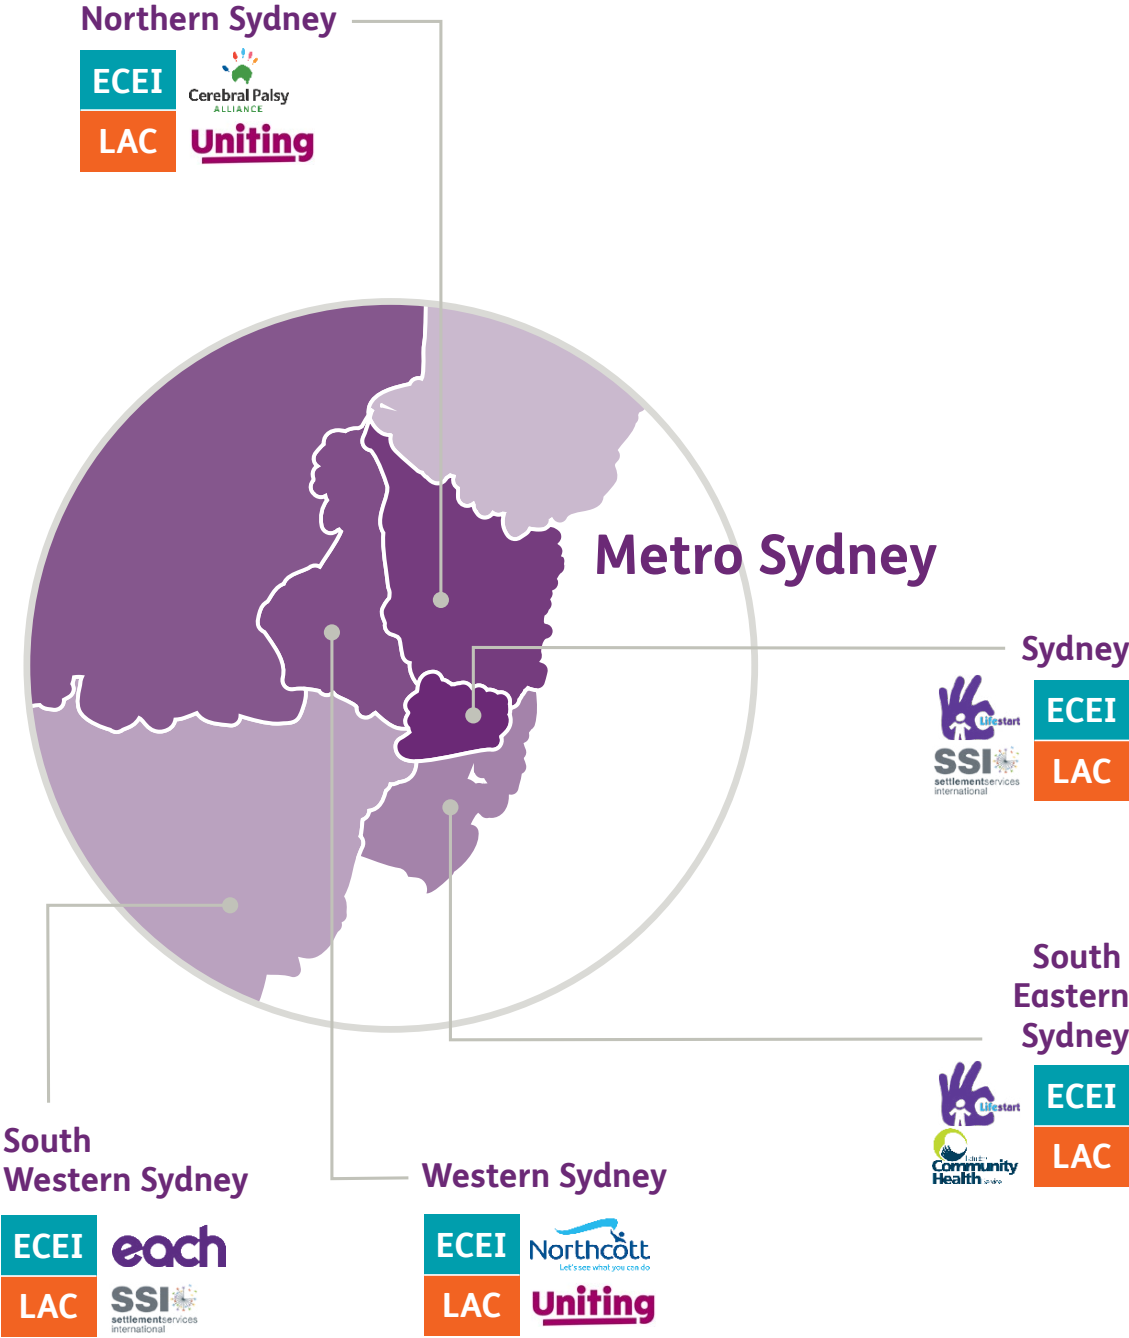 Northern Sydney
ECEI
Cerebral Palsy
ALLIANCE
LAC
Uniting
Metro Sydney
Sydney
Lifestart
ECEI
SSI
settlementservices
international
LAC
South
Eastern
Sydney
Lifestart
ECEI
Community
Health service
LAC
South
Western Sydney
ECEI
each
LAC
SSI
settlementservices
international
Western Sydney
ECEI
Northcott
Let's see what you can do
LAC
Uniting